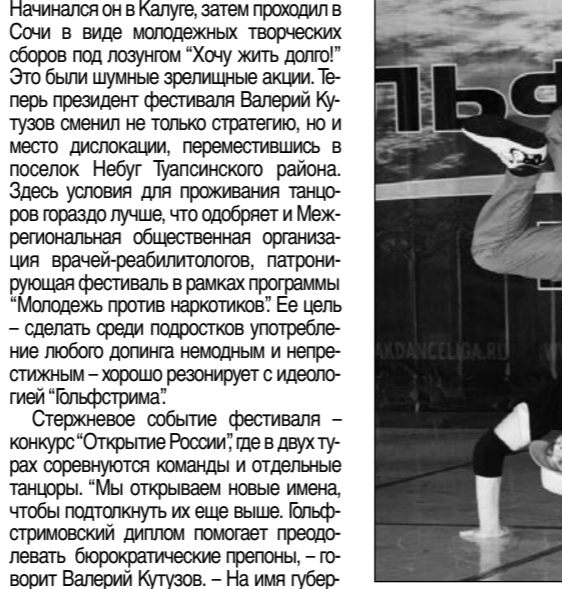 Начинался он в Калуге, затем проходил в
Сочи в виде молодежных творческих
сборов под лозунгом “Хочу жить долго!”
Это были шумные зрелищные акции. Те-
перь президент фестиваля Валерий Ку-
тузов сменил не только стратегию, но и
место дислокации, переместившись в
поселок Небуг Туапсинского района.
Здесь условия для проживания танцо-
ров гораздо лучше, что одобряет и Меж-
региональная общественная организа-
ция врачей-реабилитологов, патрони-
рующая фестиваль в рамках программы
“Молодежь против наркотиков”. Ее цель
– сделать среди подростков употребле-
ние любого допинга немодным и непре-
стижным – хорошо резонирует с идеоло-
гией “Гольфстрима”.
Стержневое событие фестиваля –
конкурс “Открытие России”, где в двух ту-
рах соревнуются команды и отдельные
танцоры. “Мы открываем новые имена,
чтобы подтолкнуть их еще выше. Гольф-
стримовский диплом помогает преодо-
левать бюрократические препоны, – го-
ворит Валерий Кутузов. – На имя губер-
льф
AKDANCELIGA.RU